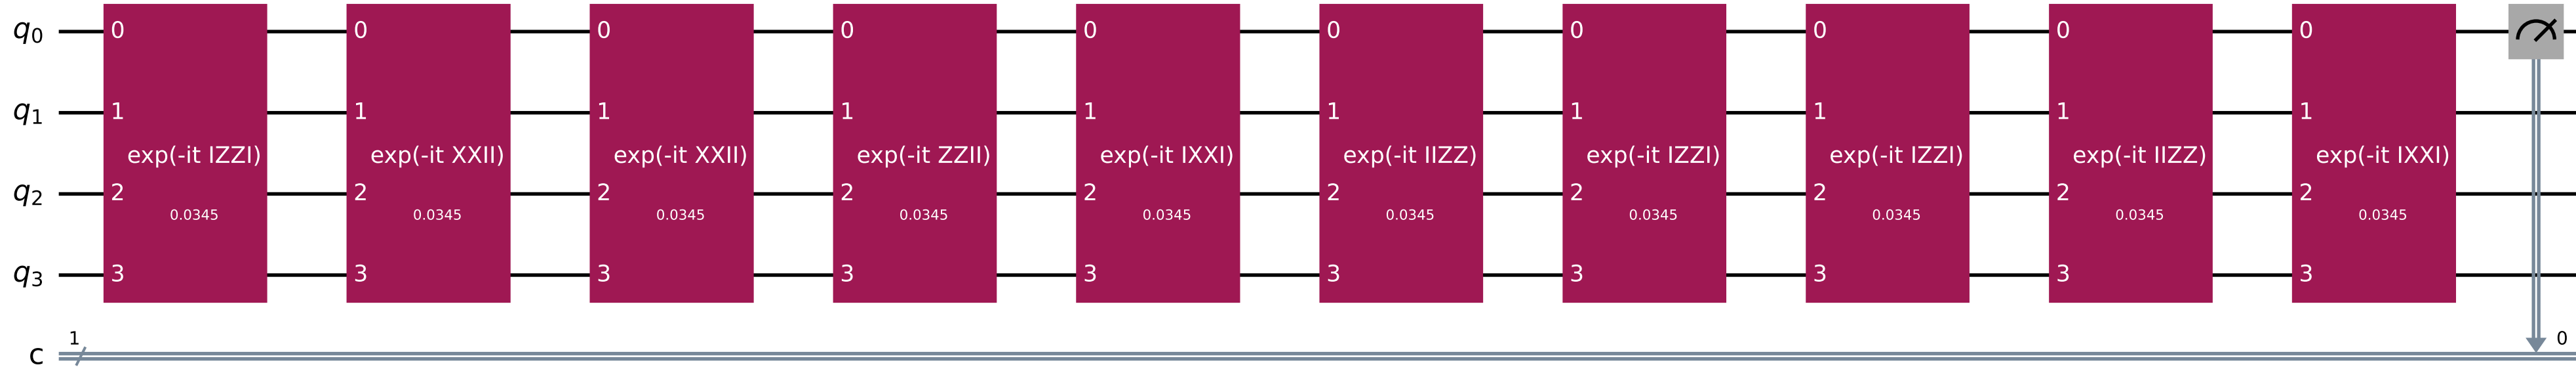 q0 0 0 0 0 0 0 0 0 0 0
q1 1 1 1 1 1 1 1 1 1 1
exp(-it IZZI) exp(-it XXII) exp(-it XXII) exp(-it ZZII) exp(-it IXXI) exp(-it IIZZ) exp(-it IZZI) exp(-it IZZI) exp(-it IIZZ) exp(-it IXXI)
q2 2 2 2 2 2 2 2 2 2 2
0.0345 0.0345 0.0345 0.0345 0.0345 0.0345 0.0345 0.0345 0.0345 0.0345
q3 3 3 3 3 3 3 3 3 3 3
1 0
c